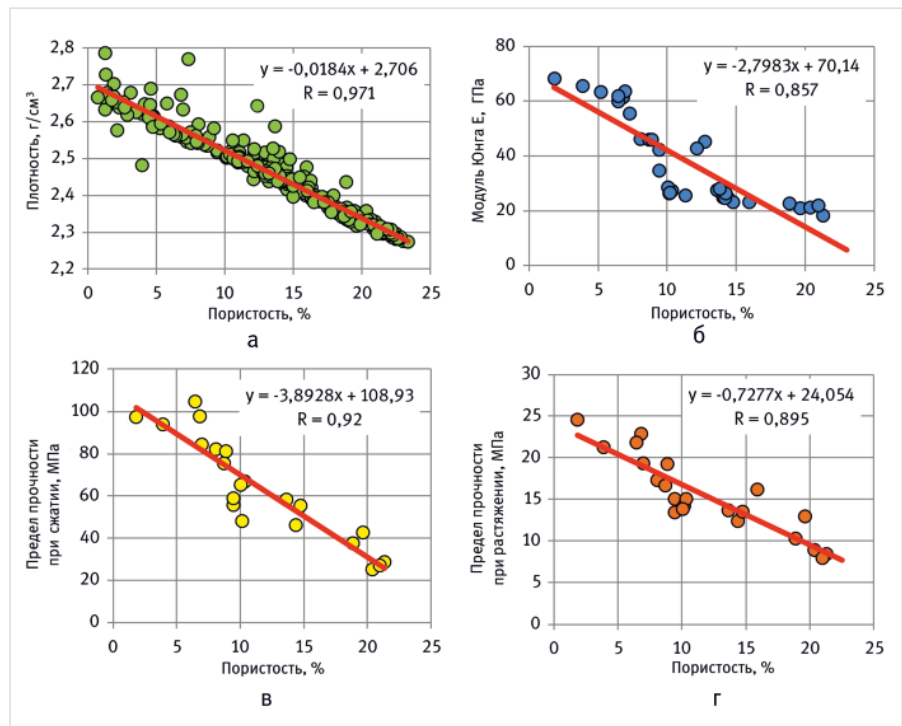 Плотность, г/см³
2,8
2,7
2,6
2,5
2,4
2,3
2,2
y = -0,0184x + 2,706
R = 0,971
0 5 10 15 20 25
Пористость, %
а
Модуль Юнга E, ГПа
80
60
40
20
0
y = -2,7983x + 70,14
R = 0,857
0 5 10 15 20 25
Пористость, %
б
Предел прочности
при сжатии, МПа
120
100
80
60
40
20
0
y = -3,8928x + 108,93
R = 0,92
0 5 10 15 20 25
Пористость, %
в
Предел прочности
при растяжении, МПа
30
25
20
15
10
5
0
y = -0,7277x + 24,054
R = 0,895
0 5 10 15 20 25
Пористость, %
г